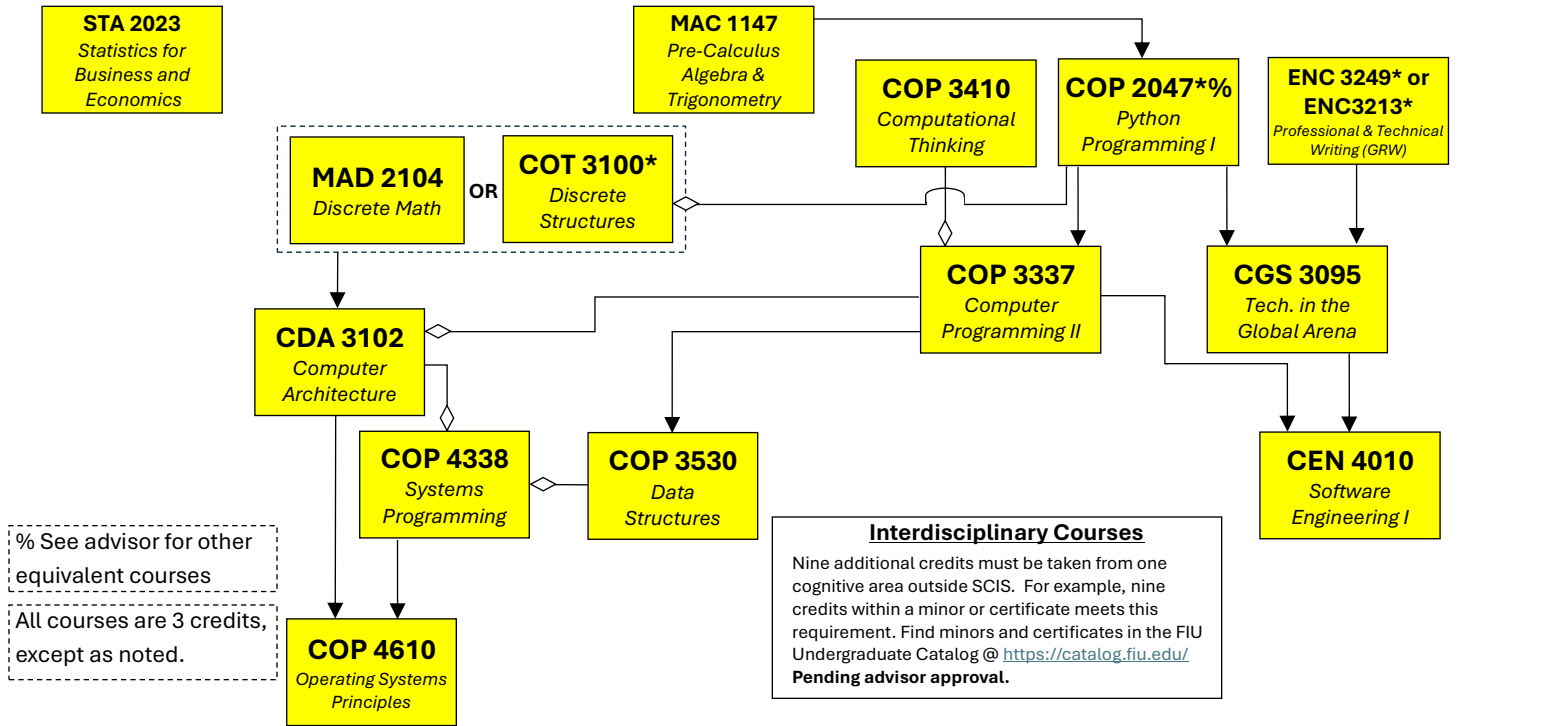 STA 2023
Statistics for
Business and
Economics
MAC 1147
Pre-Calculus
Algebra &
Trigonometry
COP 3410
Computational
Thinking
COP 2047*%
Python
Programming I
ENC 3249* or
ENC3213*
Professional & Technical
Writing (GRW)
MAD 2104
Discrete Math
OR
COT 3100*
Discrete
Structures
COP 3337
Computer
Programming II
CGS 3095
Tech. in the
Global Arena
CDA 3102
Computer
Architecture
COP 4338
Systems
Programming
COP 3530
Data
Structures
CEN 4010
Software
Engineering I
% See advisor for other
equivalent courses
All courses are 3 credits,
except as noted.
COP 4610
Operating Systems
Principles
Interdisciplinary Courses
Nine additional credits must be taken from one
cognitive area outside SCIS.  For example, nine
credits within a minor or certificate meets this
requirement. Find minors and certificates in the FIU
Undergraduate Catalog @ https://catalog.fiu.edu/
Pending advisor approval.